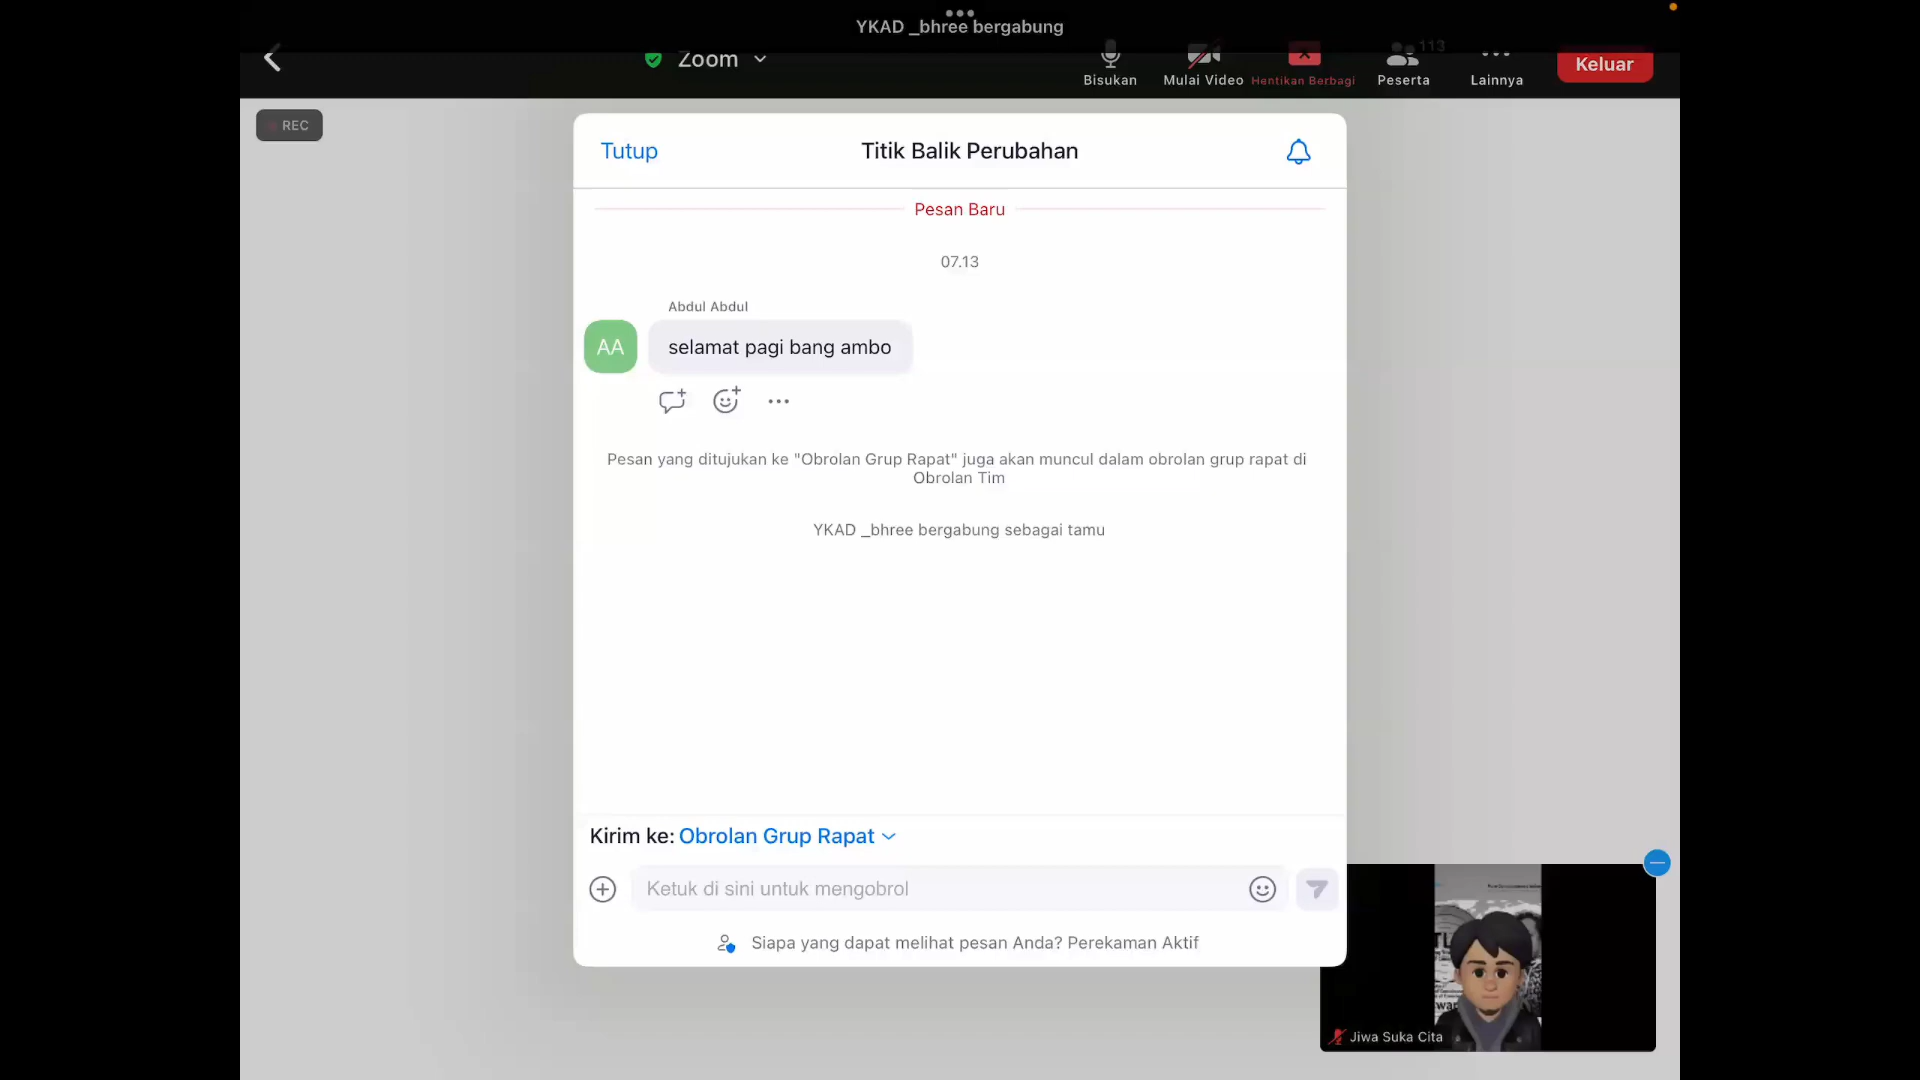 YKAD _bhree bergabung
Zoom
113
Bisukan
Mulai Video
Hentikan Berbagi
Peserta
Lainnya
Keluar
REC
Tutup
Titik Balik Perubahan
Pesan Baru
07.13
Abdul Abdul
AA
selamat pagi bang ambo
Pesan yang ditujukan ke "Obrolan Grup Rapat" juga akan muncul dalam obrolan grup rapat di
Obrolan Tim
YKAD _bhree bergabung sebagai tamu
Kirim ke: Obrolan Grup Rapat
Ketuk di sini untuk mengobrol
Siapa yang dapat melihat pesan Anda? Perekaman Aktif
Jiwa Suka Cita